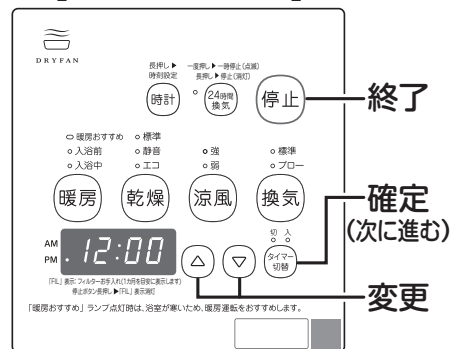 DRYFAN
長押し▶
時刻設定
一度押し▶一時停止(点滅)
長押し▶停止(消灯)
時計
24時間
換気
停止
終了
暖房おすすめ
入浴前
入浴中
標準
静音
エコ
強
弱
標準
ブロー
暖房
乾燥
涼風
換気
確定
(次に進む)
AM
PM
12:00
切 入
タイマー
切替
変更
「FIL」表示:フィルターお手入れ(1カ月を目安に表示します)
停止ボタン長押し▶「FIL」表示消灯
「暖房おすすめ」ランプ点灯時は、浴室が寒いため、暖房運転をおすすめします。